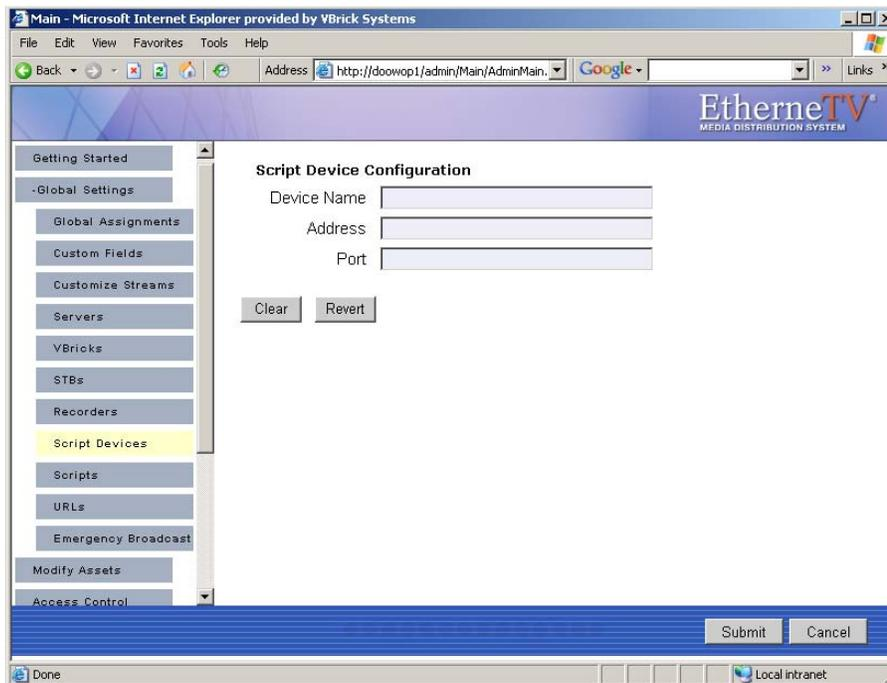 Main - Microsoft Internet Explorer provided by VBrick Systems
File Edit View Favorites Tools Help
Back Address http://doowop1/admin/Main/AdminMain. Google Links
EtherneTV
MEDIA DISTRIBUTION SYSTEM
Getting Started
-Global Settings
Global Assignments
Custom Fields
Customize Streams
Servers
VBricks
STBs
Recorders
Script Devices
Scripts
URLs
Emergency Broadcast
Modify Assets
Access Control
Script Device Configuration
Device Name
Address
Port
Clear Revert
Submit Cancel
Done Local intranet